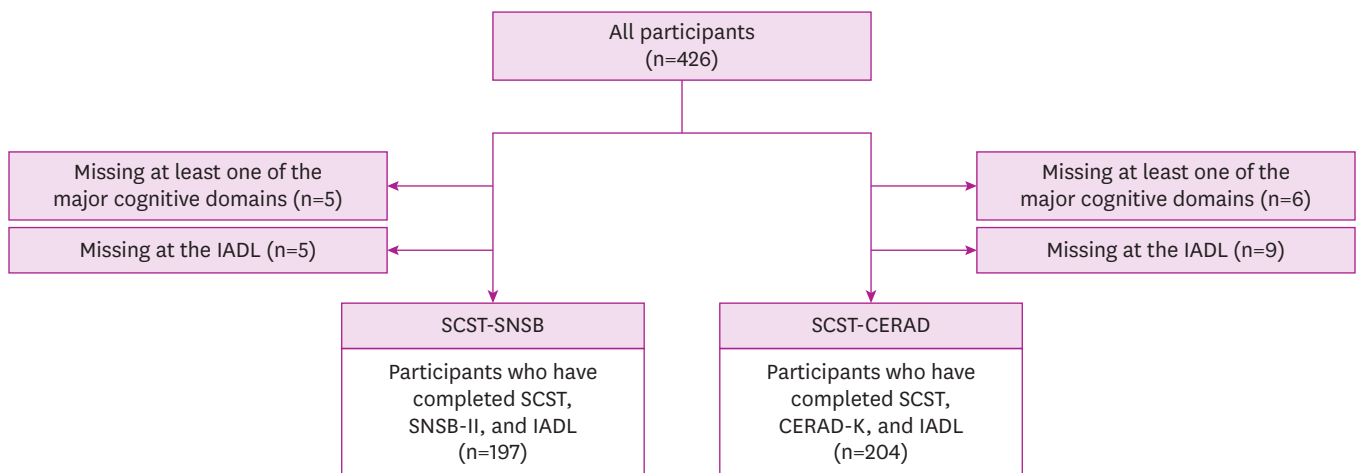 All participants
(n=426)
Missing at least one of the
major cognitive domains (n=5)
Missing at least one of the
major cognitive domains (n=6)
Missing at the IADL (n=5)
Missing at the IADL (n=9)
SCST-SNSB
Participants who have
completed SCST,
SNSB-II, and IADL
(n=197)
SCST-CERAD
Participants who have
completed SCST,
CERAD-K, and IADL
(n=204)